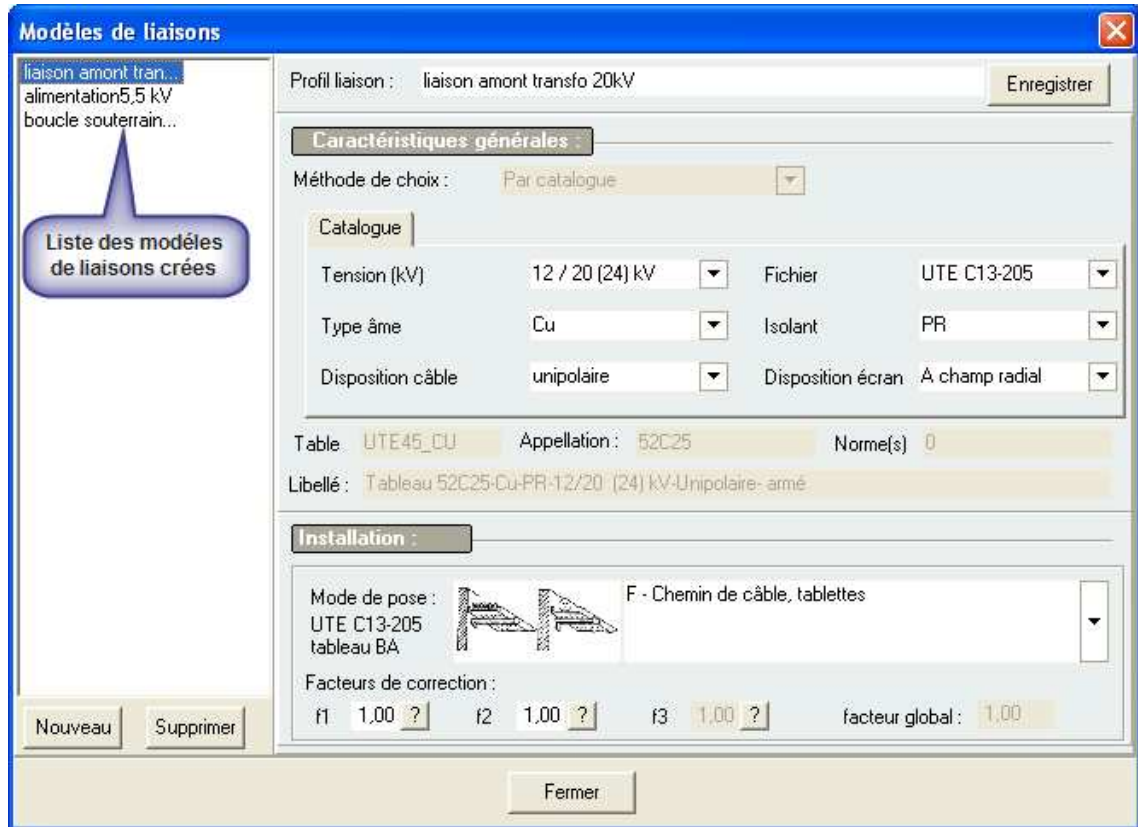 Modèles de liaisons
liaison amont tran...
alimentation5,5 kV
boucle souterrain...
Liste des modéles
de liaisons crées
Nouveau Supprimer
Profil liaison : liaison amont transfo 20kV Enregistrer
Caractéristiques générales :
Méthode de choix : Par catalogue
Catalogue
Tension (kV) 12 / 20 (24) kV Fichier UTE C13-205
Type âme Cu Isolant PR
Disposition câble unipolaire Disposition écran A champ radial
Table UTE45_CU Appellation : 52C25 Norme(s) 0
Libellé : Tableau 52C25-Cu-PR-12/20 (24) kV-Unipolaire- armé
Installation :
Mode de pose : F - Chemin de câble, tablettes
UTE C13-205
tableau BA
Facteurs de correction :
f1 1,00 ? f2 1,00 ? f3 1,00 ? facteur global : 1,00
Fermer